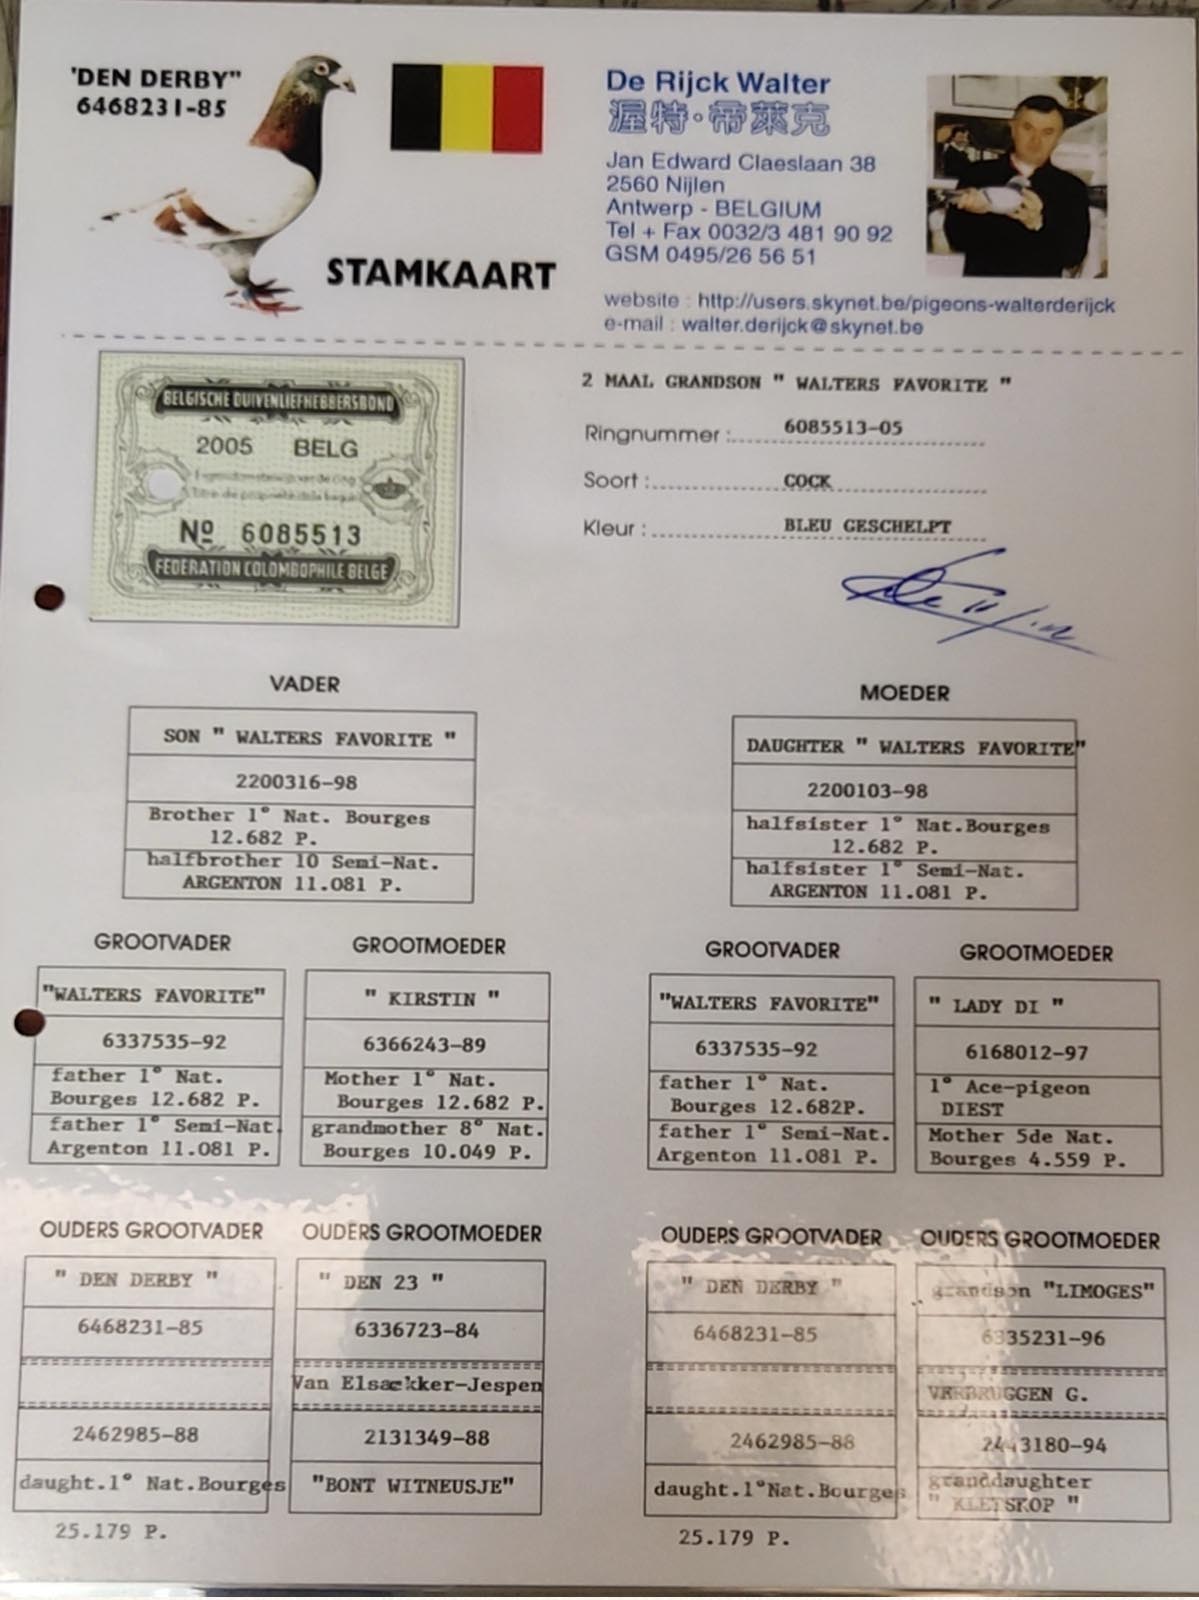 'DEN DERBY"
6468231-85
STAMKAART
De Rijck Walter
渥特·帝萊克
Jan Edward Claeslaan 38
2560 Nijlen
Antwerp - BELGIUM
Tel + Fax 0032/3 481 90 92
GSM 0495/26 56 51
website : http://users.skynet.be/pigeons-walterderijck
e-mail : walter.derijck@skynet.be
BELGISCHE DUIVENLIEFHEBBERSBOND
2005 BELG
Nº 6085513
FEDERATION COLOMBOPHILE BELGE
2 MAAL GRANDSON " WALTERS FAVORITE "
Ringnummer : 6085513-05
Soort : COCK
Kleur : BLEU GESCHELPT
VADER
SON " WALTERS FAVORITE "
2200316-98
Brother 1° Nat. Bourges
12.682 P.
halfbrother 10 Semi-Nat.
ARGENTON 11.081 P.
MOEDER
DAUGHTER " WALTERS FAVORITE"
2200103-98
halfsister 1° Nat.Bourges
12.682 P.
halfsister 1° Semi-Nat.
ARGENTON 11.081 P.
GROOTVADER
"WALTERS FAVORITE"
6337535-92
father 1° Nat.
Bourges 12.682 P.
father 1° Semi-Nat.
Argenton 11.081 P.
GROOTMOEDER
" KIRSTIN "
6366243-89
Mother 1° Nat.
Bourges 12.682 P.
grandmother 8° Nat.
Bourges 10.049 P.
GROOTVADER
"WALTERS FAVORITE"
6337535-92
father 1° Nat.
Bourges 12.682P.
father 1° Semi-Nat.
Argenton 11.081 P.
GROOTMOEDER
" LADY DI "
6168012-97
1° Ace-pigeon
DIEST
Mother 5de Nat.
Bourges 4.559 P.
OUDERS GROOTVADER
" DEN DERBY "
6468231-85
2462985-88
daught.1° Nat.Bourges
25.179 P.
OUDERS GROOTMOEDER
" DEN 23 "
6336723-84
Van Elsackker-Jespen
2131349-88
"BONT WITNEUSJE"
OUDERS GROOTVADER
" DEN DERBY "
6468231-85
2462985-88
daught.1°Nat.Bourges
25.179 P.
OUDERS GROOTMOEDER
grandson "LIMOGES"
6335231-96
VERBRUGGEN G.
2443180-94
granddaughter
" KLETSKOP "